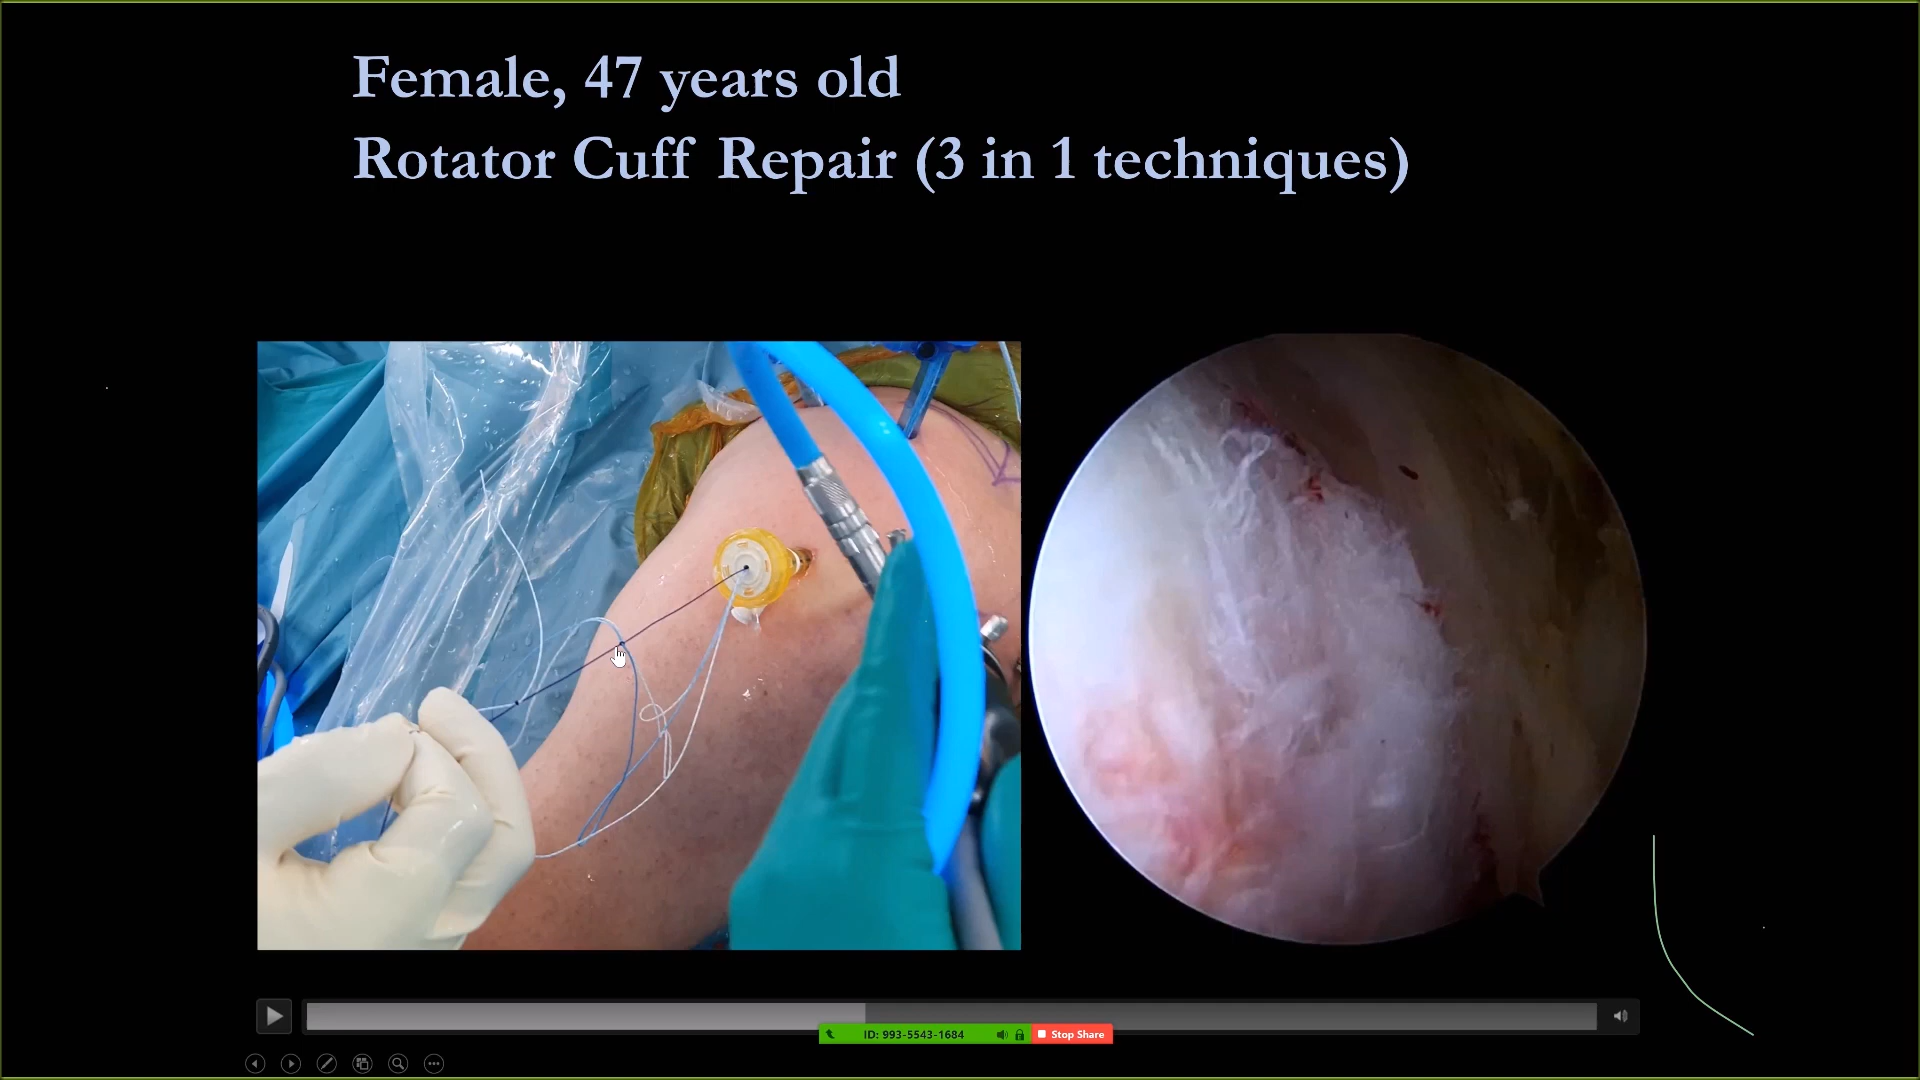 Female, 47 years old
Rotator Cuff Repair (3 in 1 techniques)
ID: 993-5543-1684
Stop Share